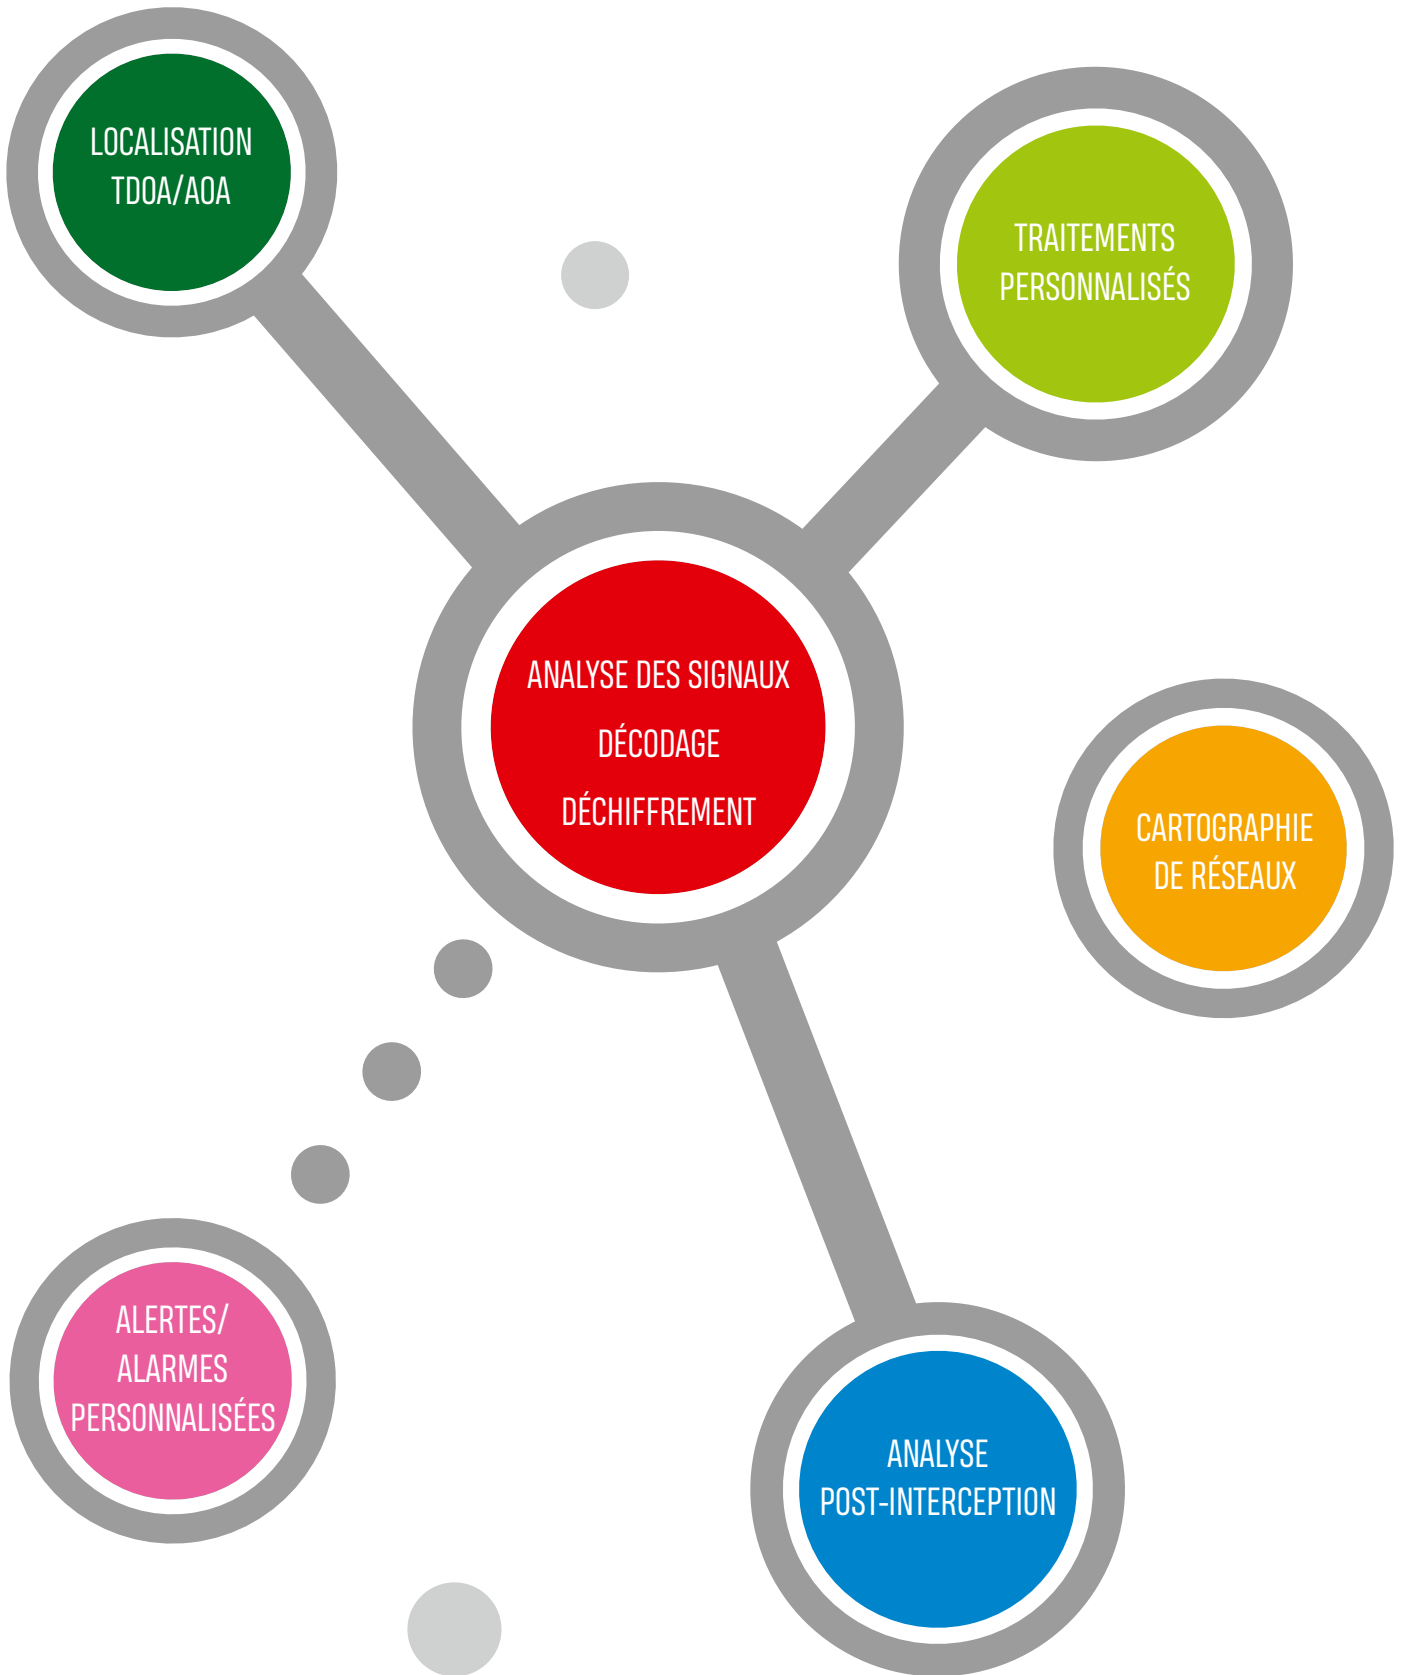 LOCALISATION
TDOA/AOA
TRAITEMENTS
PERSONNALISÉS
ANALYSE DES SIGNAUX
DÉCODAGE
DÉCHIFFREMENT
CARTOGRAPHIE
DE RÉSEAUX
ALERTES/
ALARMES
PERSONNALISÉES
ANALYSE
POST-INTERCEPTION